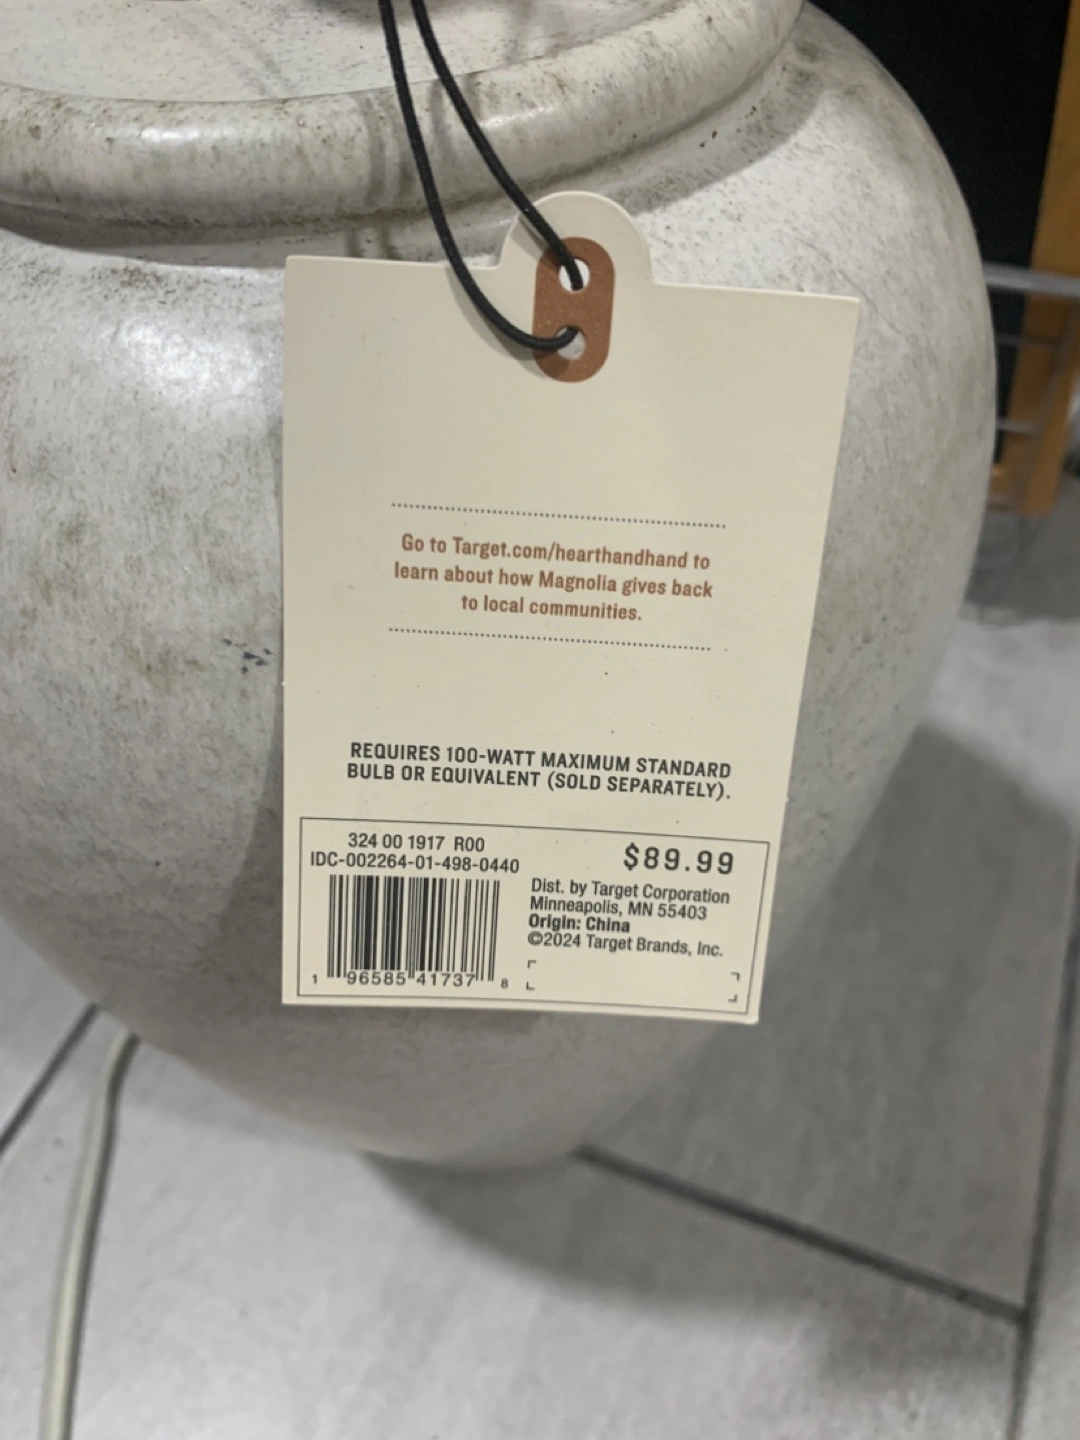 Go to Target.com/hearthandhand to
learn about how Magnolia gives back
to local communities.
REQUIRES 100-WATT MAXIMUM STANDARD
BULB OR EQUIVALENT (SOLD SEPARATELY).
324 00 1917 R00
IDC-002264-01-498-0440
1 96585 41737 8
$89.99
Dist. by Target Corporation
Minneapolis, MN 55403
Origin: China
©2024 Target Brands, Inc.